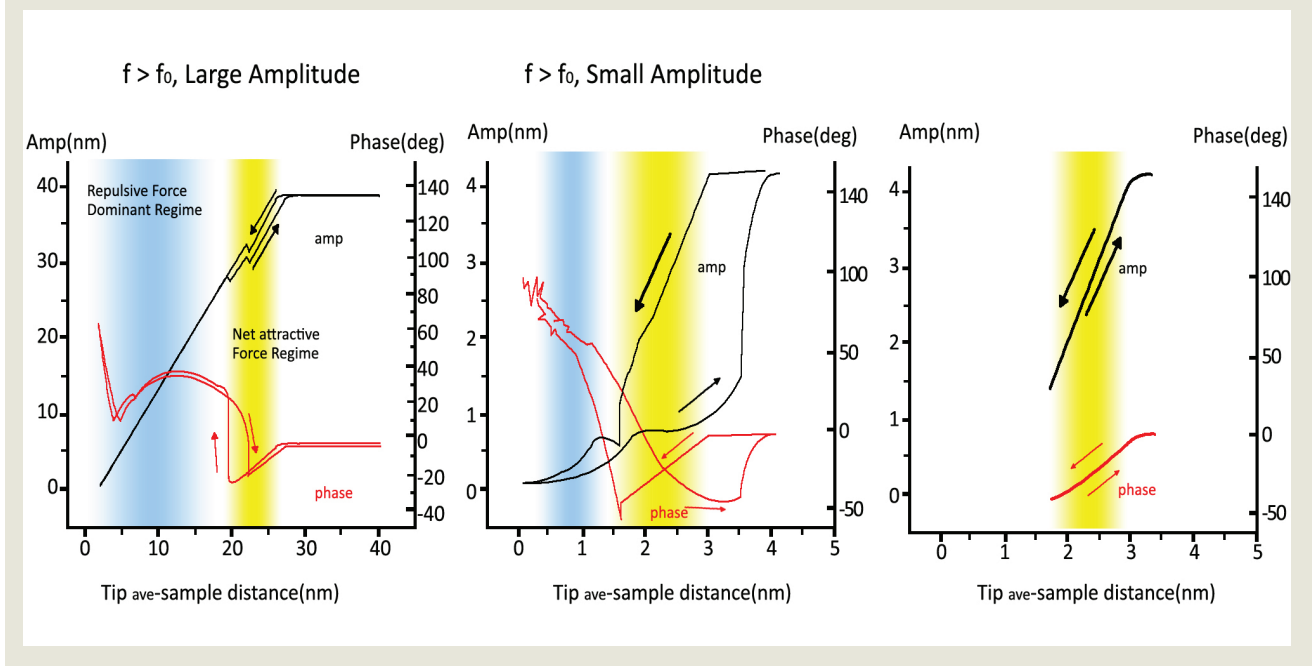 f > f₀, Large Amplitude
Amp(nm)
Phase(deg)
40
30
20
10
0
140
120
100
80
60
40
20
0
-20
-40
Repulsive Force
Dominant Regime
amp
Net attractive
Force Regime
phase
0 10 20 30 40
Tip ave-sample distance(nm)
f > f₀, Small Amplitude
Amp(nm)
Phase(deg)
4
3
2
1
0
140
100
50
0
-50
amp
phase
0 1 2 3 4 5
Tip ave-sample distance(nm)
Amp(nm)
Phase(deg)
4
3
2
1
0
140
100
50
0
-50
amp
phase
0 1 2 3 4 5
Tip ave-sample distance(nm)